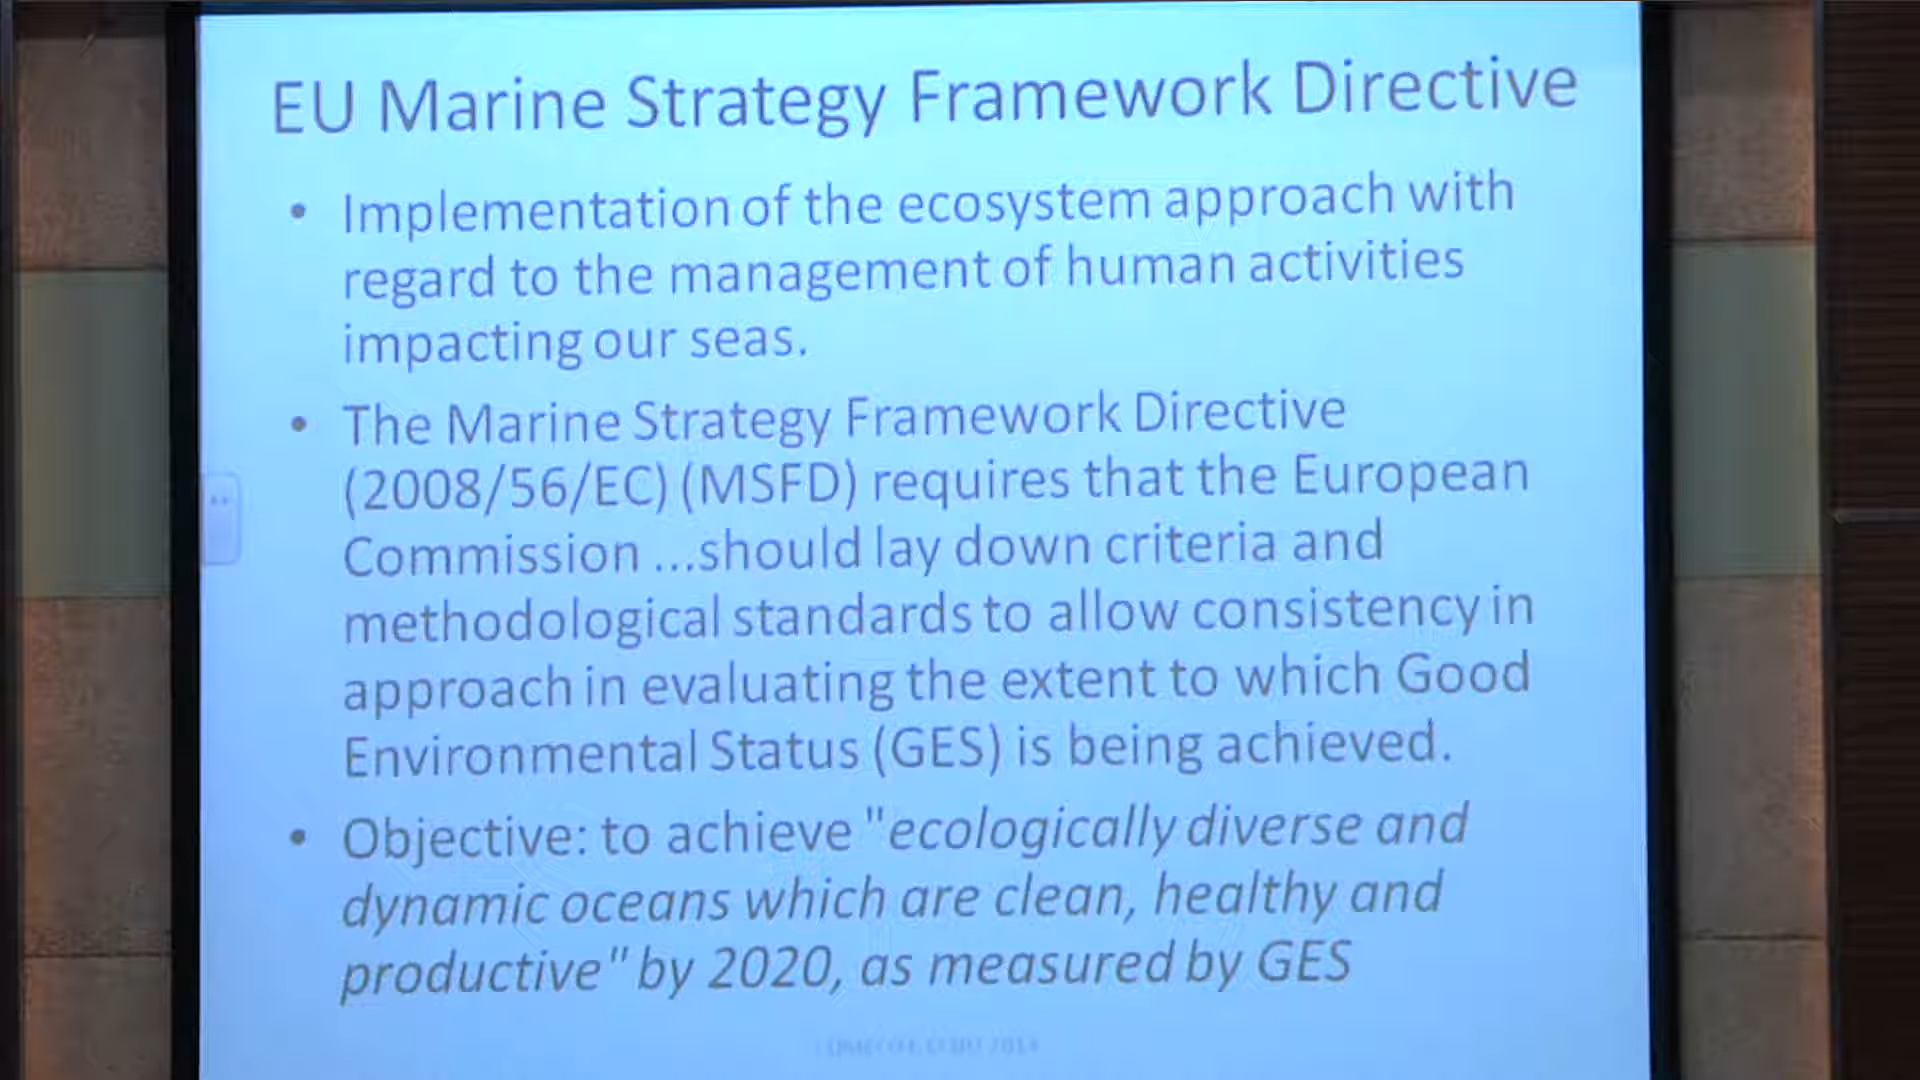 EU Marine Strategy Framework Directive
• Implementation of the ecosystem approach with
regard to the management of human activities
impacting our seas.
• The Marine Strategy Framework Directive
(2008/56/EC) (MSFD) requires that the European
Commission ...should lay down criteria and
methodological standards to allow consistency in
approach in evaluating the extent to which Good
Environmental Status (GES) is being achieved.
• Objective: to achieve "ecologically diverse and
dynamic oceans which are clean, healthy and
productive" by 2020, as measured by GES